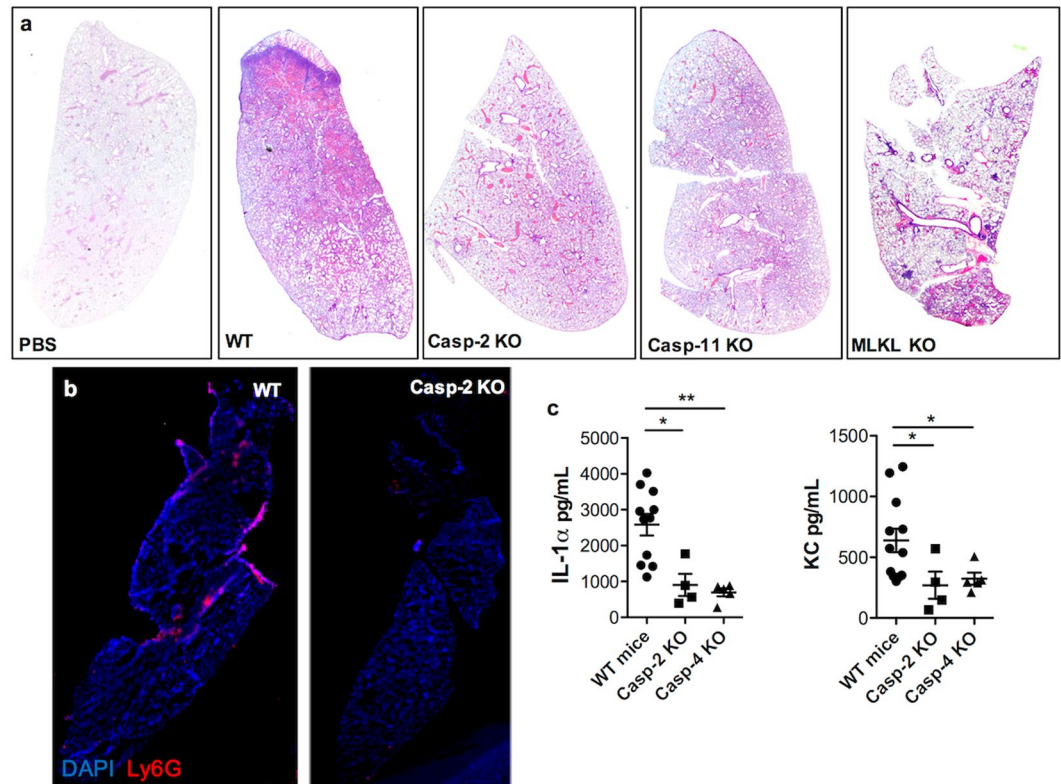 a
PBS
WT
Casp-2 KO
Casp-11 KO
MLKL KO
b
WT
Casp-2 KO
DAPI Ly6G
c
**
*
5000
4000
3000
2000
1000
0
IL-1α pg/mL
WT mice
Casp-2 KO
Casp-4 KO
*
*
1500
1000
500
0
KC pg/mL
WT mice
Casp-2 KO
Casp-4 KO